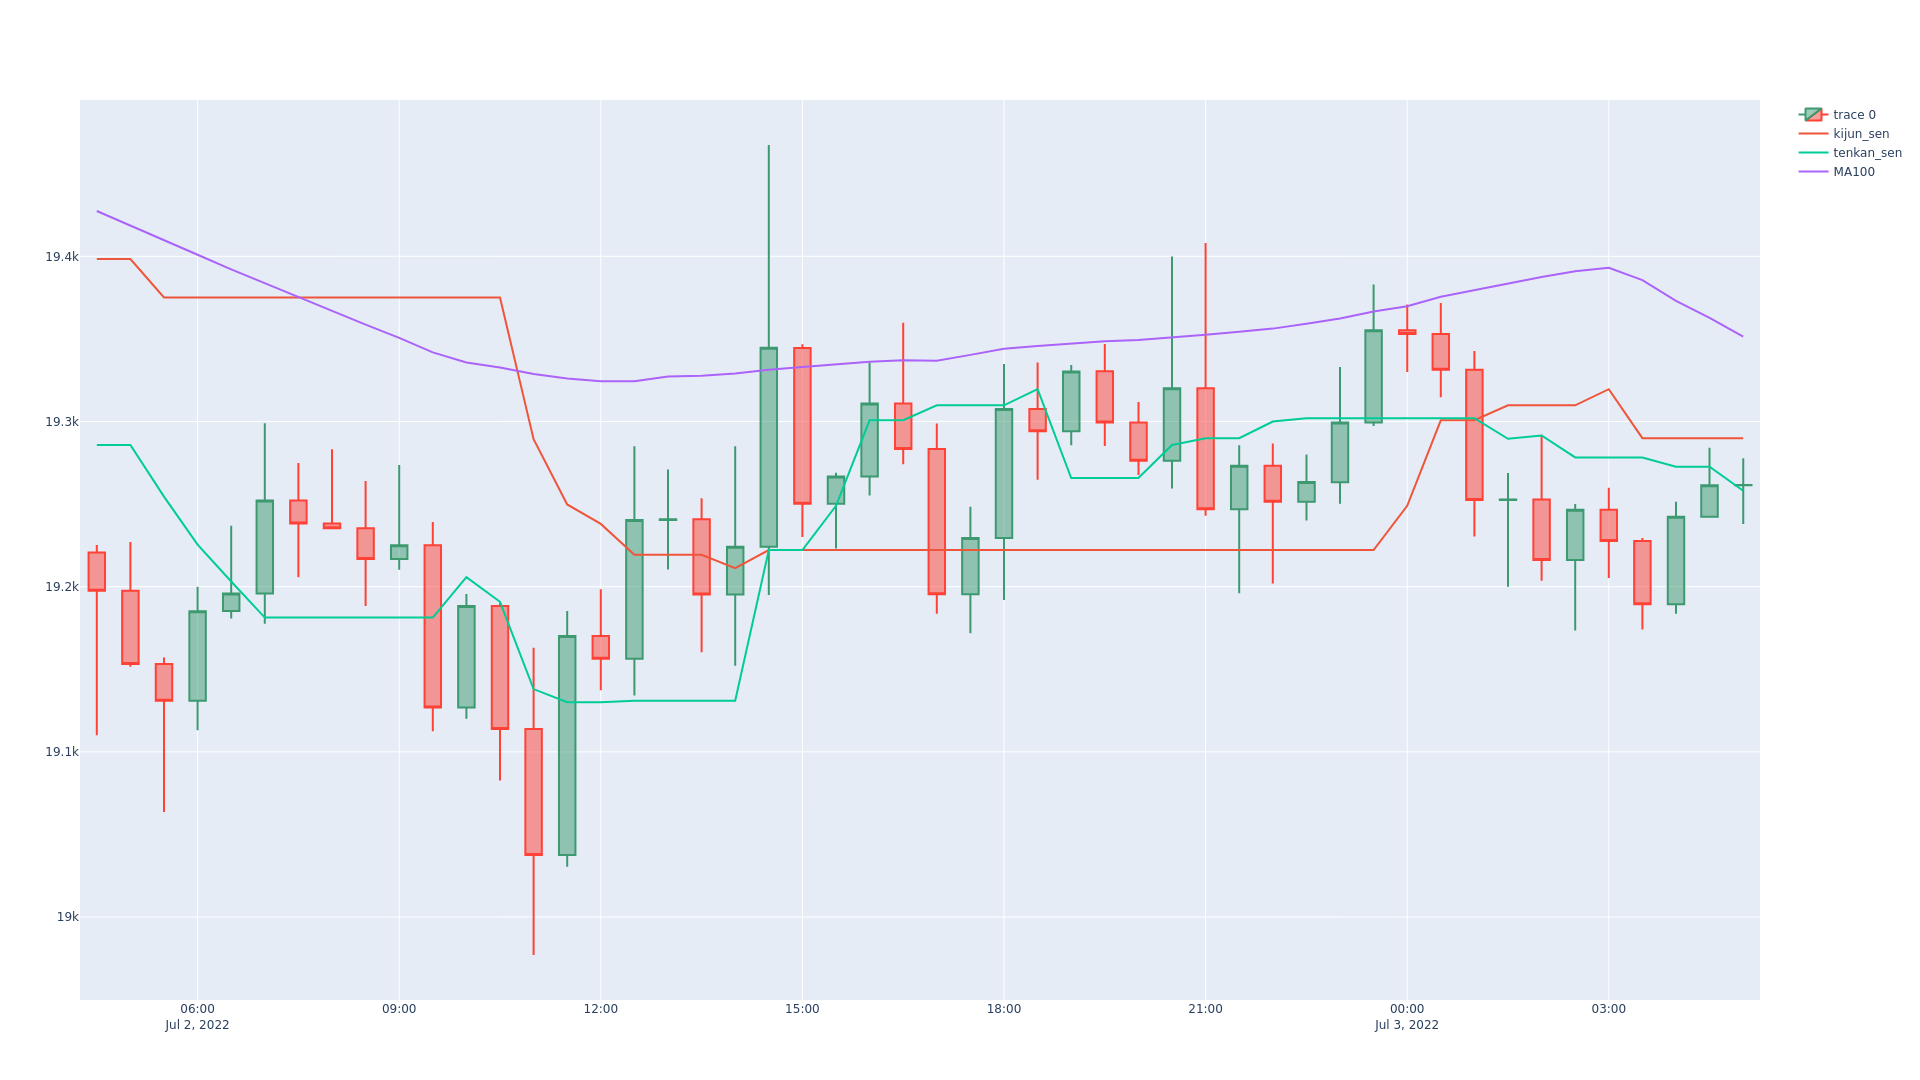 trace 0
kijun_sen
tenkan_sen
MA100
19.4k
19.3k
19.2k
19.1k
19k
06:00
Jul 2, 2022
09:00
12:00
15:00
18:00
21:00
00:00
Jul 3, 2022
03:00